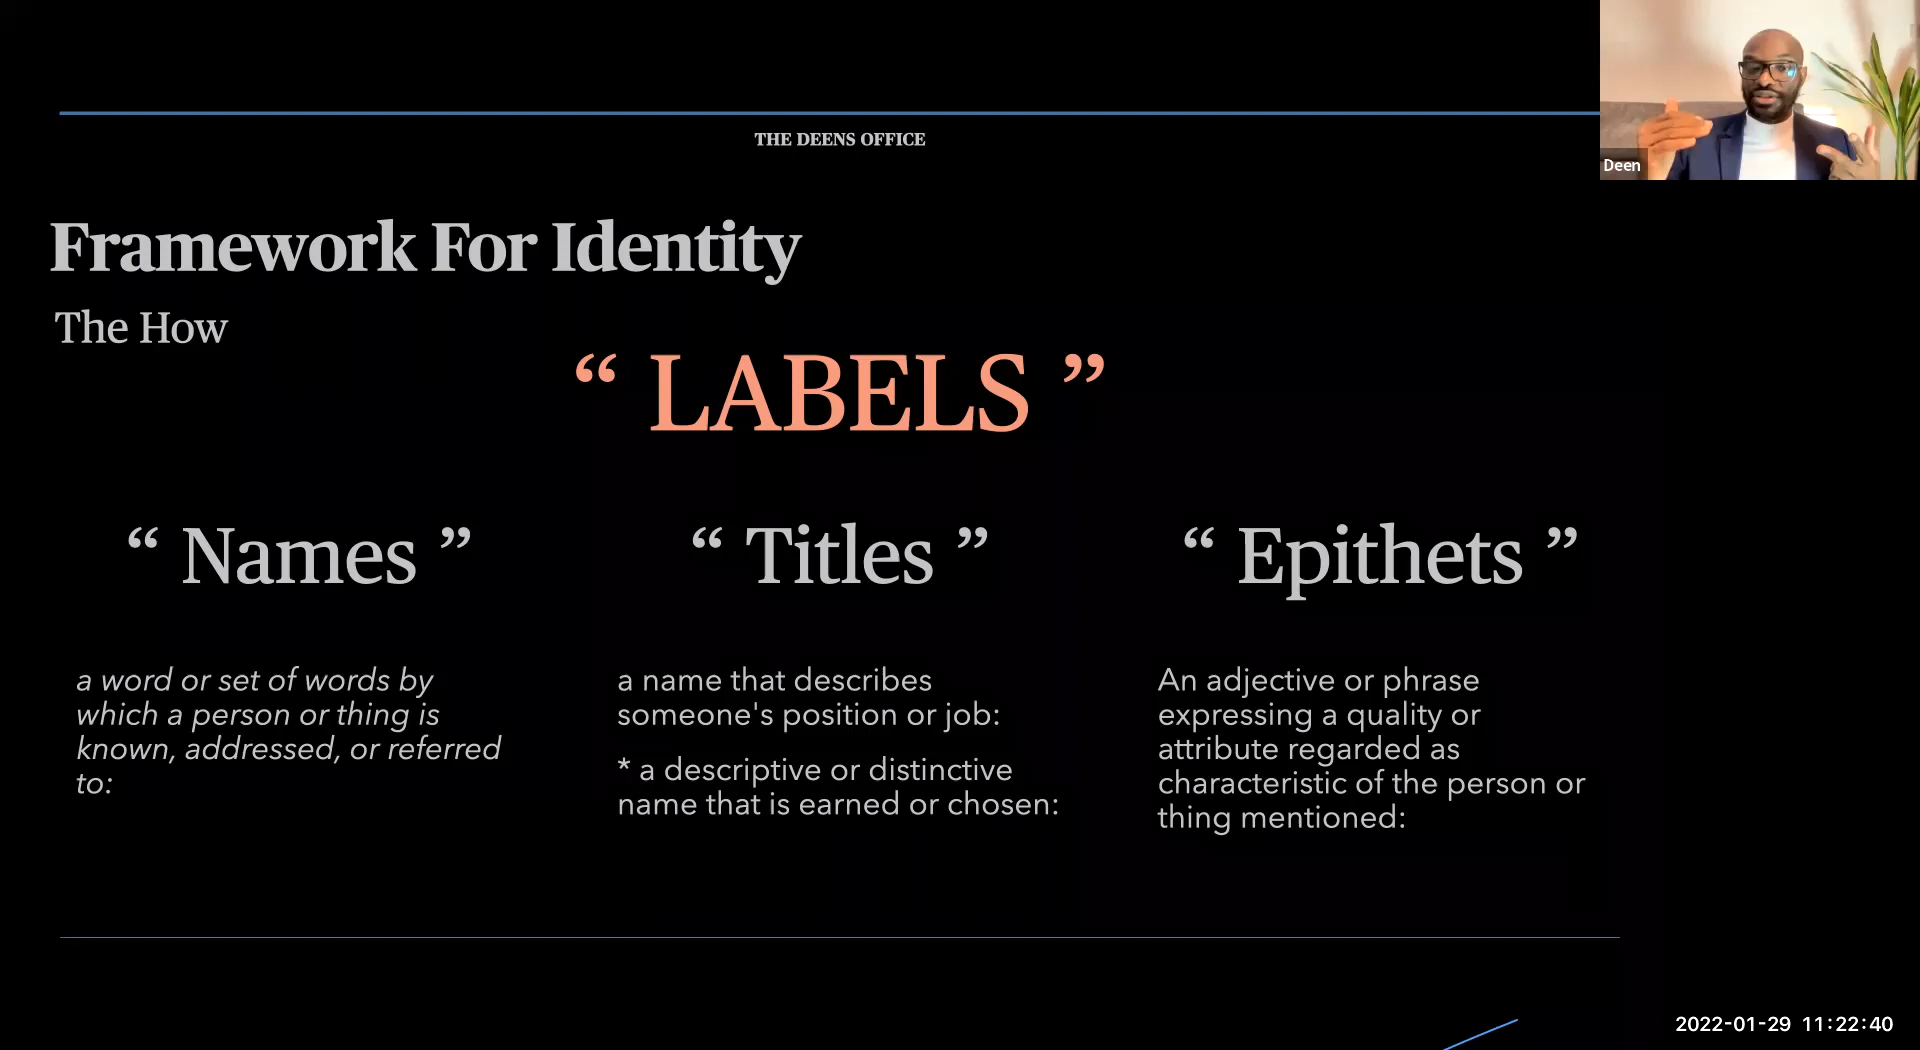 THE DEENS OFFICE
Deen
Framework For Identity
The How
“ LABELS ”
“ Names ”
“ Titles ”
“ Epithets ”
a word or set of words by
which a person or thing is
known, addressed, or referred
to:
a name that describes
someone's position or job:
* a descriptive or distinctive
name that is earned or chosen:
An adjective or phrase
expressing a quality or
attribute regarded as
characteristic of the person or
thing mentioned:
2022-01-29 11:22:40